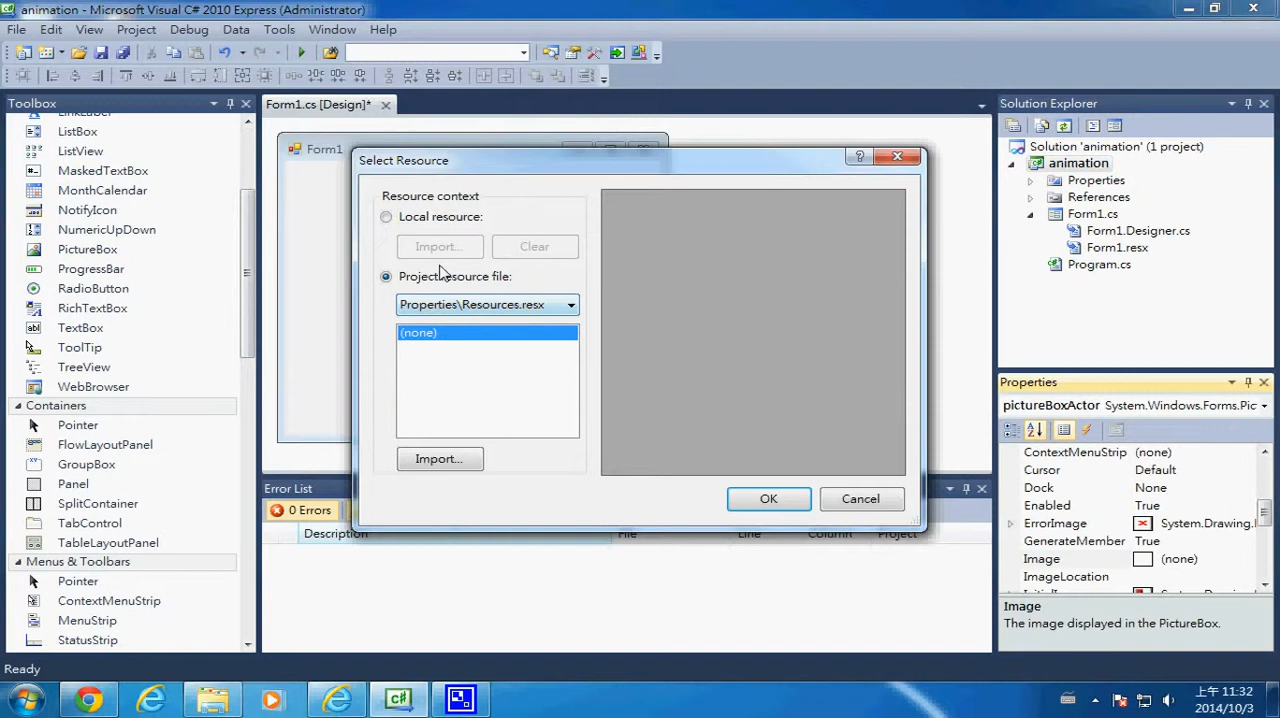 animation - Microsoft Visual C# 2010 Express (Administrator)
File Edit View Project Debug Data Tools Window Help
Toolbox
LinkLabel
ListBox
ListView
MaskedTextBox
MonthCalendar
NotifyIcon
NumericUpDown
PictureBox
ProgressBar
RadioButton
RichTextBox
TextBox
ToolTip
TreeView
WebBrowser
Containers
Pointer
FlowLayoutPanel
GroupBox
Panel
SplitContainer
TabControl
TableLayoutPanel
Menus & Toolbars
Pointer
ContextMenuStrip
MenuStrip
StatusStrip
Form1.cs [Design]*
Form1
Select Resource
Resource context
Local resource:
Import... Clear
Project resource file:
Properties\Resources.resx
(none)
Import...
OK Cancel
Error List
0 Errors
Description File Line Column Project
Solution Explorer
Solution 'animation' (1 project)
animation
Properties
References
Form1.cs
Form1.Designer.cs
Form1.resx
Program.cs
Properties
pictureBoxActor System.Windows.Forms.Pic
ContextMenuStrip (none)
Cursor Default
Dock None
Enabled True
ErrorImage System.Drawing.
GenerateMember True
Image (none)
ImageLocation
System.Drawing.
Image
The image displayed in the PictureBox.
Ready
上午 11:32
2014/10/3